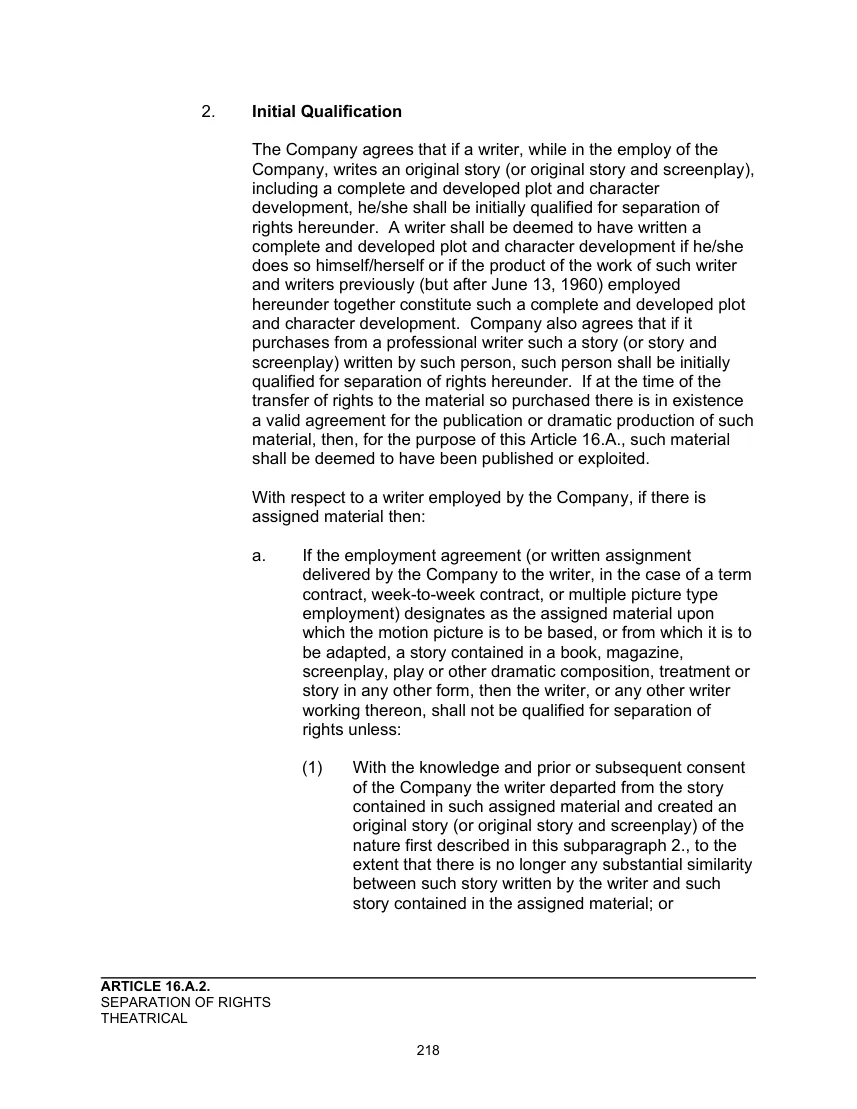 2. Initial Qualification
The Company agrees that if a writer, while in the employ of the
Company, writes an original story (or original story and screenplay),
including a complete and developed plot and character
development, he/she shall be initially qualified for separation of
rights hereunder.  A writer shall be deemed to have written a
complete and developed plot and character development if he/she
does so himself/herself or if the product of the work of such writer
and writers previously (but after June 13, 1960) employed
hereunder together constitute such a complete and developed plot
and character development.  Company also agrees that if it
purchases from a professional writer such a story (or story and
screenplay) written by such person, such person shall be initially
qualified for separation of rights hereunder.  If at the time of the
transfer of rights to the material so purchased there is in existence
a valid agreement for the publication or dramatic production of such
material, then, for the purpose of this Article 16.A., such material
shall be deemed to have been published or exploited.
With respect to a writer employed by the Company, if there is
assigned material then:
a. If the employment agreement (or written assignment
delivered by the Company to the writer, in the case of a term
contract, week-to-week contract, or multiple picture type
employment) designates as the assigned material upon
which the motion picture is to be based, or from which it is to
be adapted, a story contained in a book, magazine,
screenplay, play or other dramatic composition, treatment or
story in any other form, then the writer, or any other writer
working thereon, shall not be qualified for separation of
rights unless:
(1) With the knowledge and prior or subsequent consent
of the Company the writer departed from the story
contained in such assigned material and created an
original story (or original story and screenplay) of the
nature first described in this subparagraph 2., to the
extent that there is no longer any substantial similarity
between such story written by the writer and such
story contained in the assigned material; or
ARTICLE 16.A.2.
SEPARATION OF RIGHTS
THEATRICAL
218